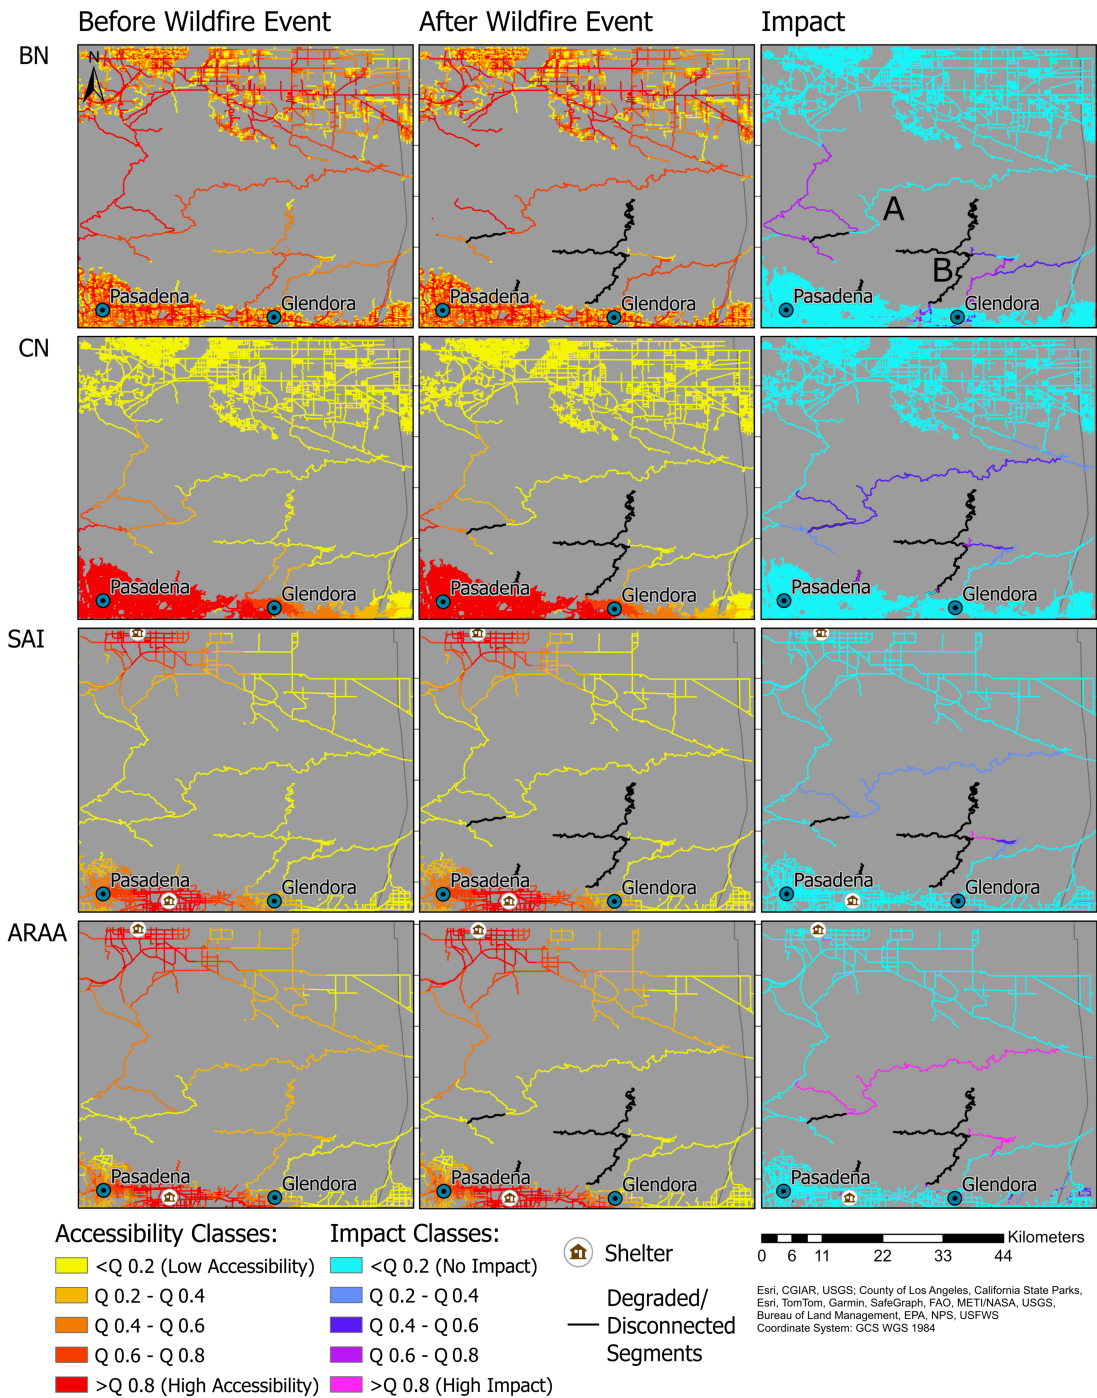 Before Wildfire Event
After Wildfire Event
Impact
BN
N
A
B
Pasadena
Glendora
Pasadena
Glendora
Pasadena
Glendora
CN
Pasadena
Glendora
Pasadena
Glendora
Pasadena
Glendora
SAI
Pasadena
Glendora
Pasadena
Glendora
Pasadena
Glendora
ARAA
Pasadena
Glendora
Pasadena
Glendora
Pasadena
Glendora
Accessibility Classes:
<Q 0.2 (Low Accessibility)
Q 0.2 - Q 0.4
Q 0.4 - Q 0.6
Q 0.6 - Q 0.8
>Q 0.8 (High Accessibility)
Impact Classes:
<Q 0.2 (No Impact)
Q 0.2 - Q 0.4
Q 0.4 - Q 0.6
Q 0.6 - Q 0.8
>Q 0.8 (High Impact)
Shelter
Degraded/
Disconnected
Segments
Kilometers
0 6 11 22 33 44
Esri, CGIAR, USGS; County of Los Angeles, California State Parks,
Esri, TomTom, Garmin, SafeGraph, FAO, METI/NASA, USGS,
Bureau of Land Management, EPA, NPS, USFWS
Coordinate System: GCS WGS 1984